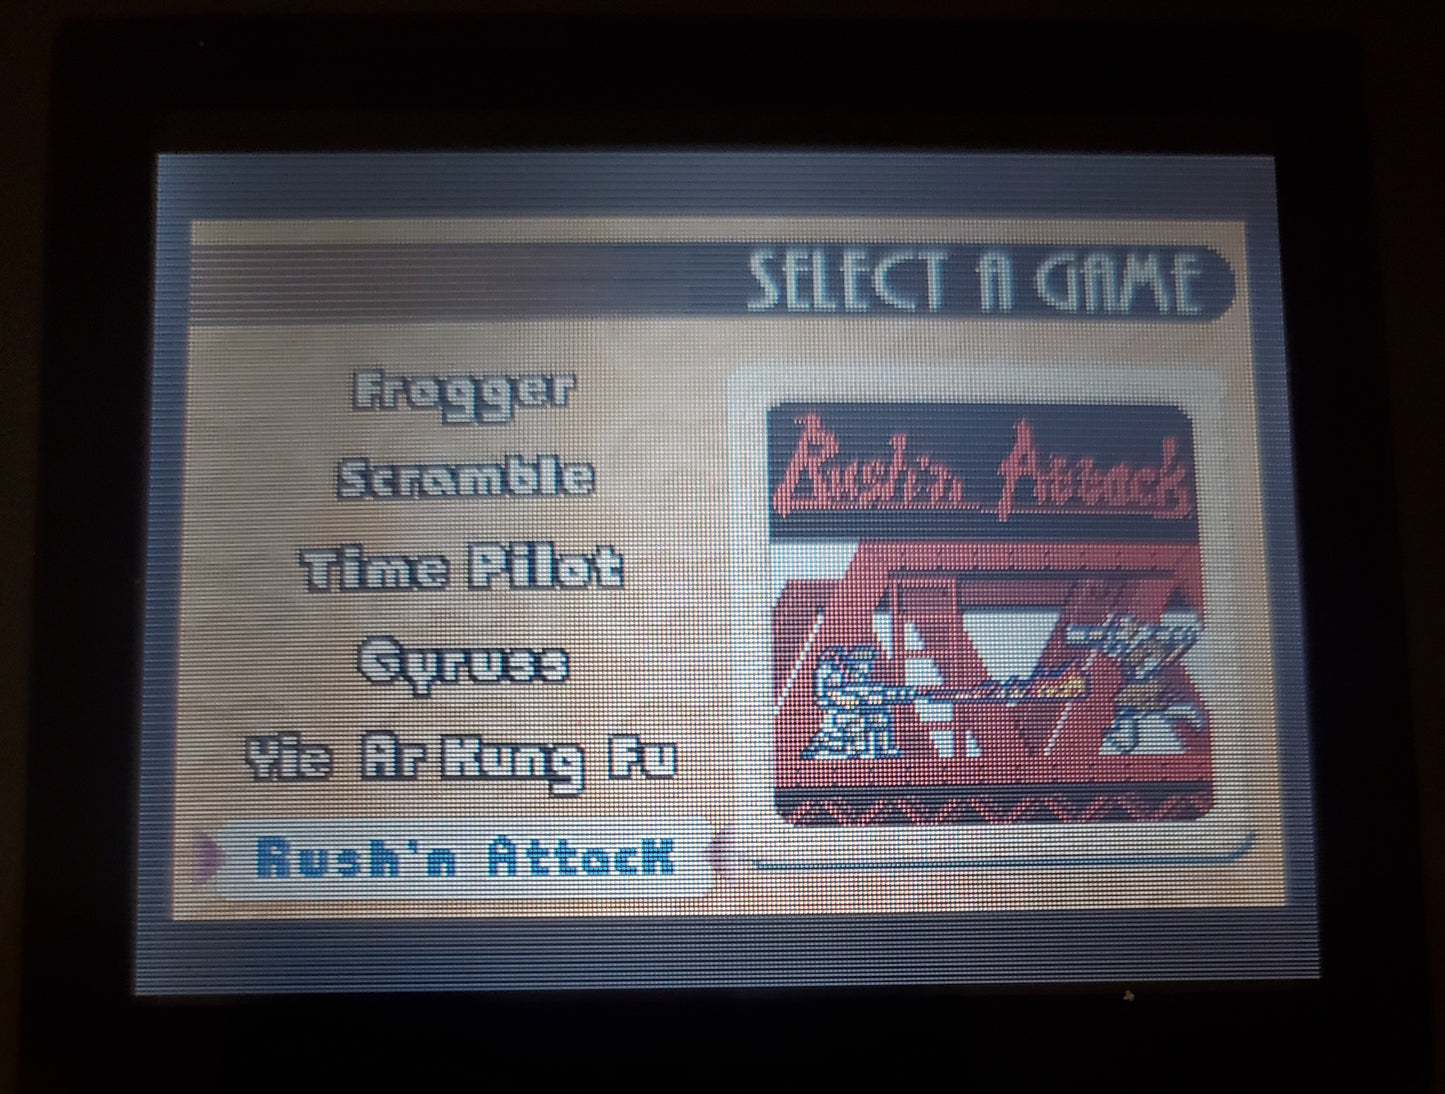 SELECT A GAME
Frogger
Scramble
Time Pilot
Gyruss
Yie Ar Kung Fu
Rush'n Attack
Rush'n Attack